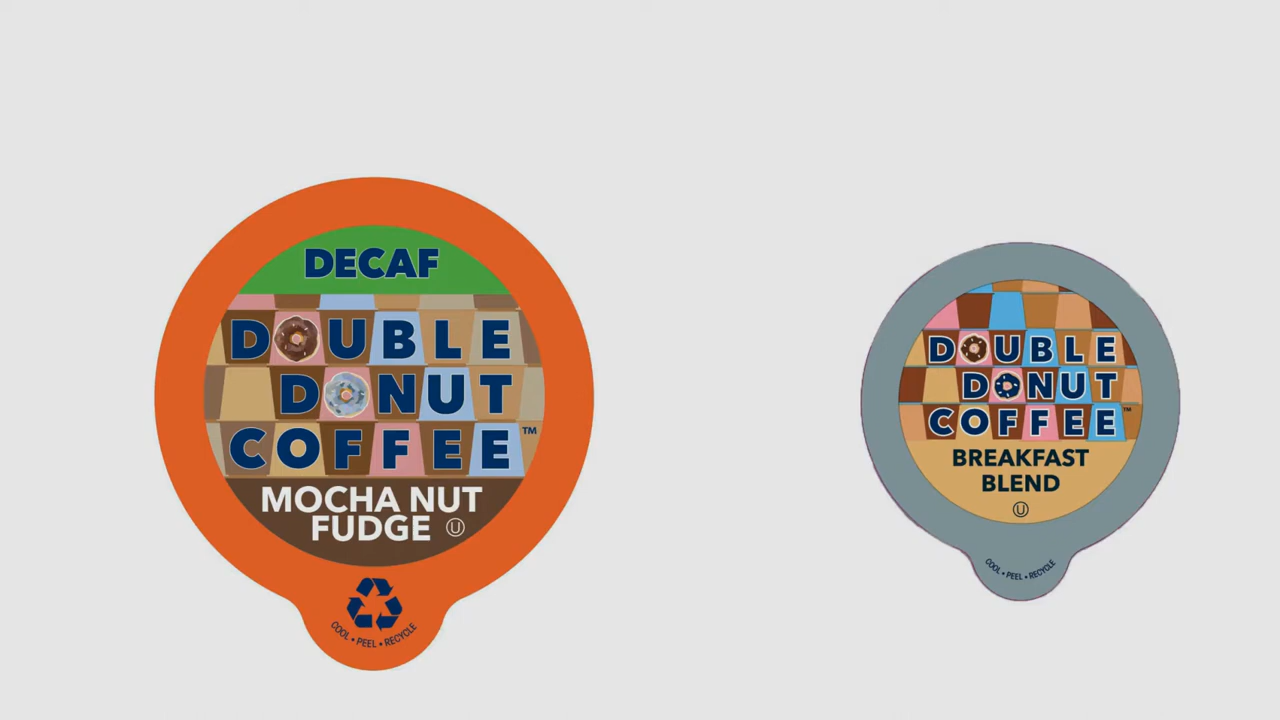 DECAF
DOUBLE
DONUT
COFFEE™
MOCHA NUT
FUDGE Ⓤ
COOL • PEEL • RECYCLE
DOUBLE
DONUT
COFFEE™
BREAKFAST
BLEND
Ⓤ
COOL • PEEL • RECYCLE